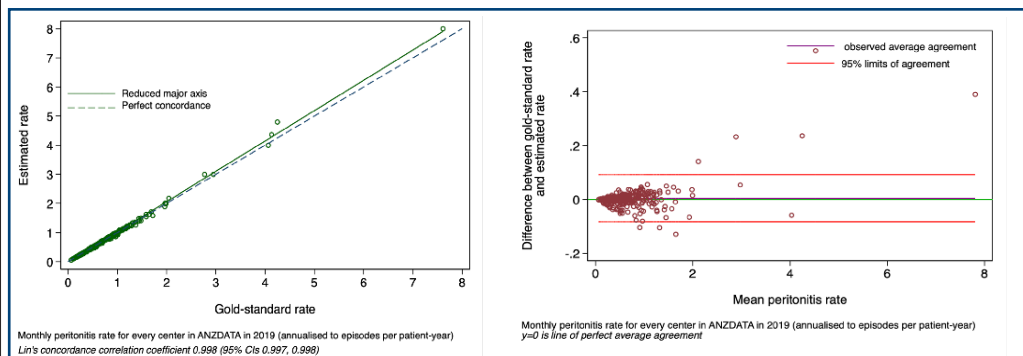 8
7
6
5
4
3
2
1
0
Estimated rate
Reduced major axis
Perfect concordance
0 1 2 3 4 5 6 7 8
Gold-standard rate
Monthly peritonitis rate for every center in ANZDATA in 2019 (annualised to episodes per patient-year)
Lin's concordance correlation coefficient 0.998 (95% CIs 0.997, 0.998)
.6
.4
.2
0
-.2
Difference between gold-standard rate
and estimated rate
observed average agreement
95% limits of agreement
0 2 4 6 8
Mean peritonitis rate
Monthly peritonitis rate for every center in ANZDATA in 2019 (annualised to episodes per patient-year)
y=0 is line of perfect average agreement